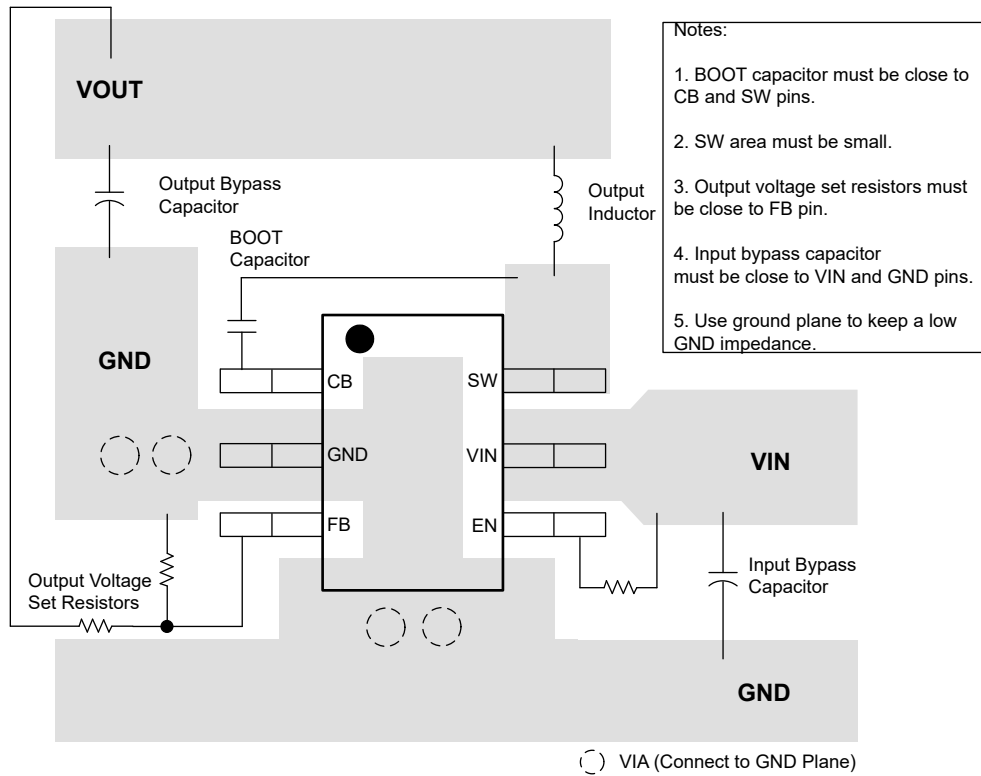 VOUT
Output Bypass
Capacitor
BOOT
Capacitor
Output
Inductor
Notes:
1. BOOT capacitor must be close to
CB and SW pins.
2. SW area must be small.
3. Output voltage set resistors must
be close to FB pin.
4. Input bypass capacitor
must be close to VIN and GND pins.
5. Use ground plane to keep a low
GND impedance.
GND
CB
SW
GND
VIN
VIN
FB
EN
Output Voltage
Set Resistors
Input Bypass
Capacitor
GND
VIA (Connect to GND Plane)